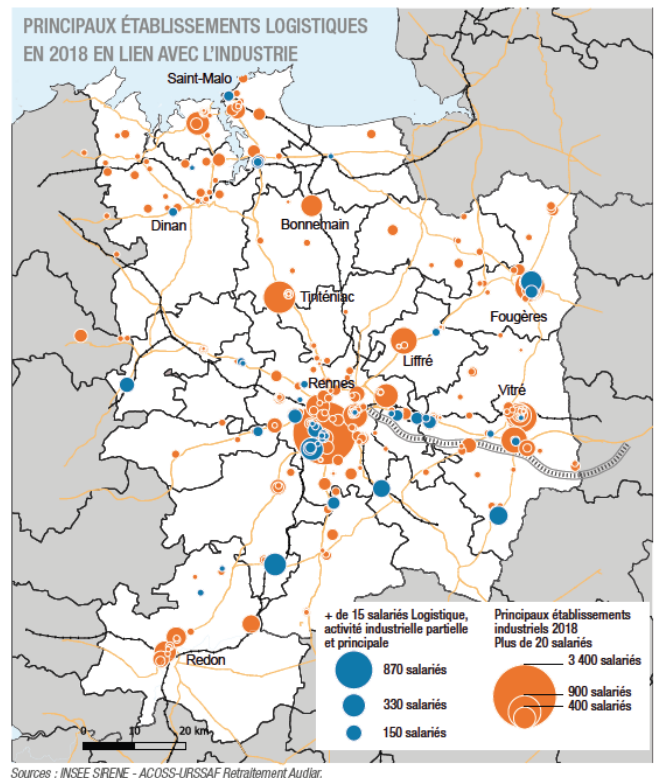 PRINCIPAUX ÉTABLISSEMENTS LOGISTIQUES
EN 2018 EN LIEN AVEC L'INDUSTRIE
Saint-Malo
Dinan
Bonnemain
Tinténiac
Fougères
Liffré
Rennes
Vitré
Redon
0 10 20 km
+ de 15 salariés Logistique,
activité industrielle partielle
et principale
870 salariés
330 salariés
150 salariés
Principaux établissements
industriels 2018
Plus de 20 salariés
3 400 salariés
900 salariés
400 salariés
Sources : INSEE SIRENE - ACOSS-URSSAF Retraitement Audiar.